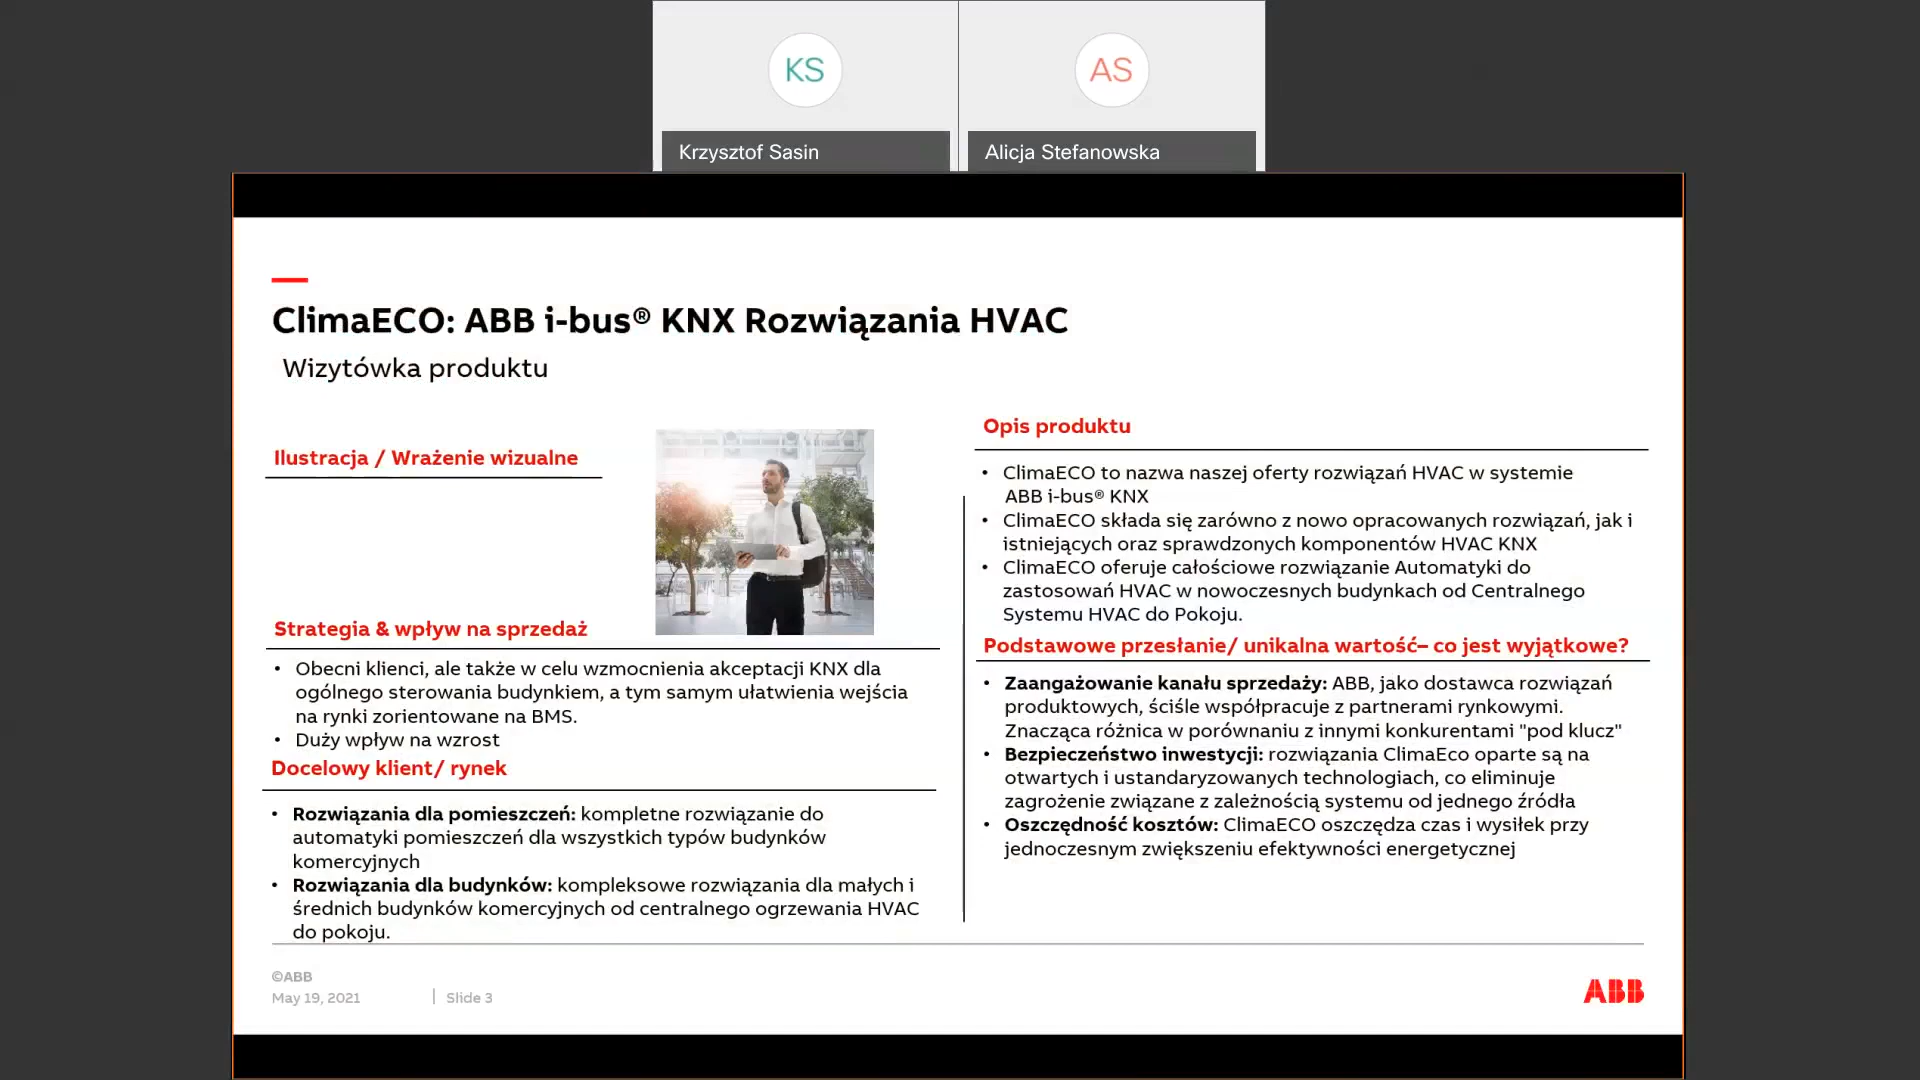 KS
AS
Krzysztof Sasin
Alicja Stefanowska
ClimaECO: ABB i-bus® KNX Rozwiązania HVAC
Wizytówka produktu
Ilustracja / Wrażenie wizualne
Strategia & wpływ na sprzedaż
• Obecni klienci, ale także w celu wzmocnienia akceptacji KNX dla
ogólnego sterowania budynkiem, a tym samym ułatwienia wejścia
na rynki zorientowane na BMS.
• Duży wpływ na wzrost
Docelowy klient/ rynek
• Rozwiązania dla pomieszczeń: kompletne rozwiązanie do
automatyki pomieszczeń dla wszystkich typów budynków
komercyjnych
• Rozwiązania dla budynków: kompleksowe rozwiązania dla małych i
średnich budynków komercyjnych od centralnego ogrzewania HVAC
do pokoju.
Opis produktu
• ClimaECO to nazwa naszej oferty rozwiązań HVAC w systemie
ABB i-bus® KNX
• ClimaECO składa się zarówno z nowo opracowanych rozwiązań, jak i
istniejących oraz sprawdzonych komponentów HVAC KNX
• ClimaECO oferuje całościowe rozwiązanie Automatyki do
zastosowań HVAC w nowoczesnych budynkach od Centralnego
Systemu HVAC do Pokoju.
Podstawowe przesłanie/ unikalna wartość– co jest wyjątkowe?
• Zaangażowanie kanału sprzedaży: ABB, jako dostawca rozwiązań
produktowych, ściśle współpracuje z partnerami rynkowymi.
Znacząca różnica w porównaniu z innymi konkurentami "pod klucz"
• Bezpieczeństwo inwestycji: rozwiązania ClimaEco oparte są na
otwartych i ustandaryzowanych technologiach, co eliminuje
zagrożenie związane z zależnością systemu od jednego źródła
• Oszczędność kosztów: ClimaECO oszczędza czas i wysiłek przy
jednoczesnym zwiększeniu efektywności energetycznej
©ABB
May 19, 2021 | Slide 3
ABB